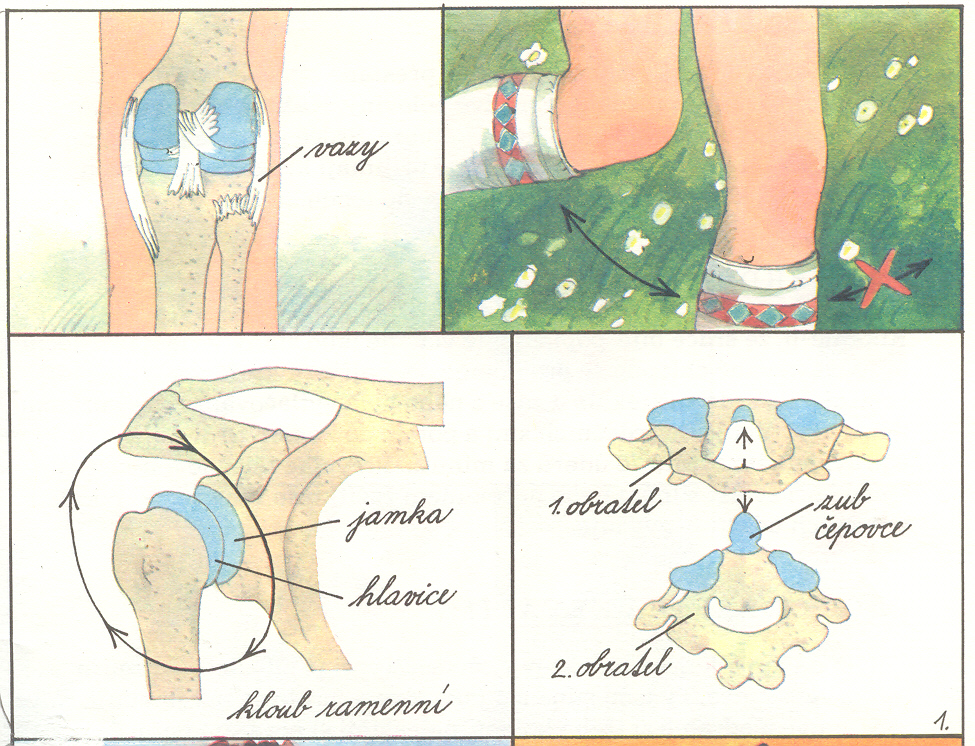 vazy
jamka
hlavice
kloub ramenní
1. obratel
zub
čepovce
2. obratel
1.